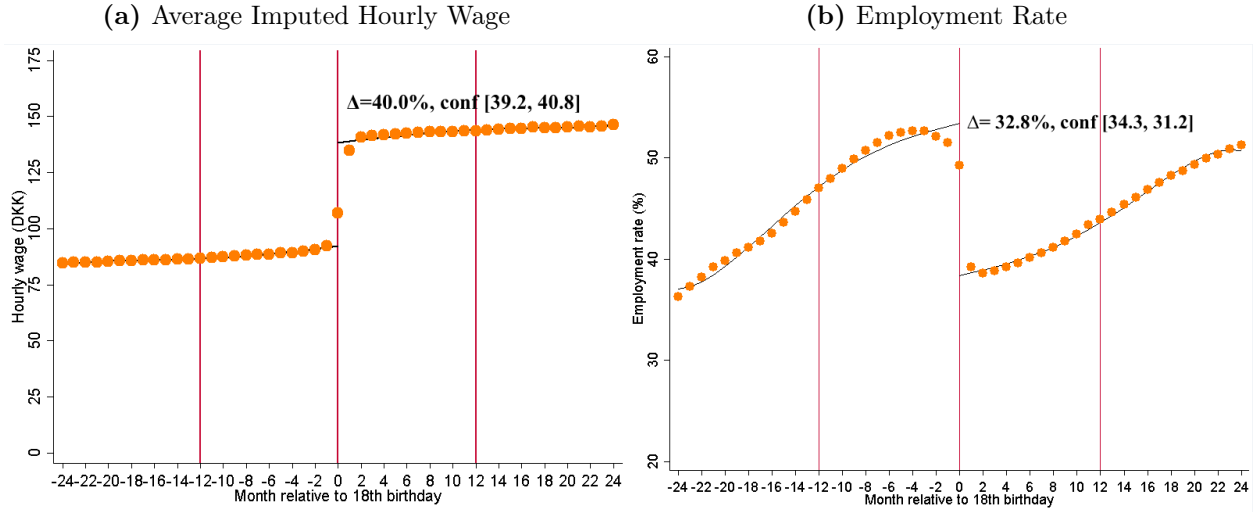 (a) Average Imputed Hourly Wage
Hourly wage (DKK)
175
150
125
100
75
50
25
0
Δ=40.0%, conf [39.2, 40.8]
-24 -22 -20 -18 -16 -14 -12 -10 -8 -6 -4 -2 0 2 4 6 8 10 12 14 16 18 20 22 24
Month relative to 18th birthday
(b) Employment Rate
Employment rate (%)
60
50
40
30
20
Δ= 32.8%, conf [34.3, 31.2]
-24 -22 -20 -18 -16 -14 -12 -10 -8 -6 -4 -2 0 2 4 6 8 10 12 14 16 18 20 22 24
Month relative to 18th birthday